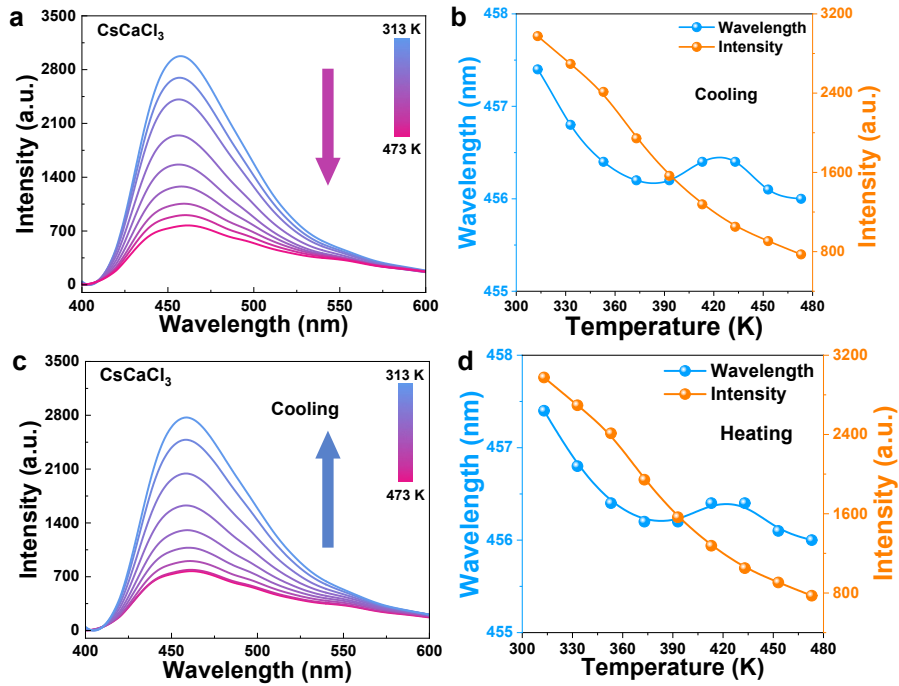 a
CsCaCl3
313 K
473 K
3500
2800
2100
1400
700
0
Intensity (a.u.)
400 450 500 550 600
Wavelength (nm)
b
Wavelength
Intensity
Cooling
458
457
456
455
Wavelength (nm)
3200
2400
1600
800
Intensity (a.u.)
300 330 360 390 420 450 480
Temperature (K)
c
CsCaCl3
Cooling
313 K
473 K
3500
2800
2100
1400
700
0
Intensity (a.u.)
400 450 500 550 600
Wavelength (nm)
d
Wavelength
Intensity
Heating
458
457
456
455
Wavelength (nm)
3200
2400
1600
800
Intensity (a.u.)
300 330 360 390 420 450 480
Temperature (K)